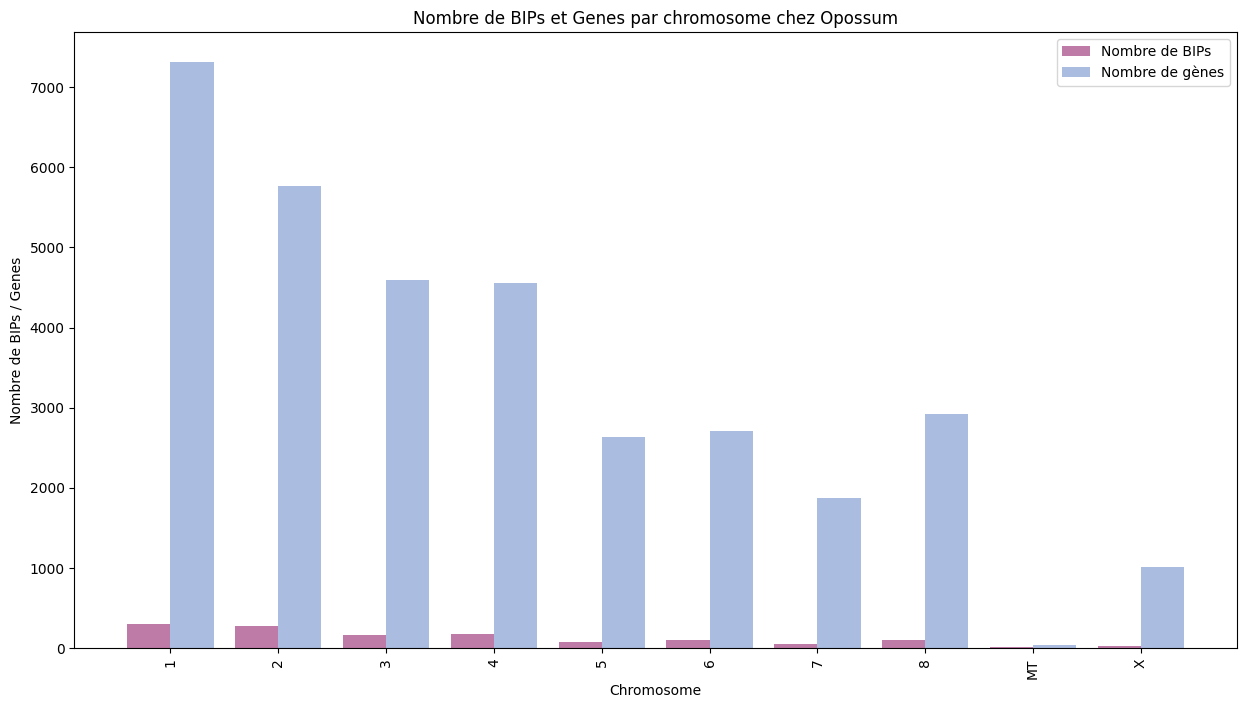 Nombre de BIPs et Genes par chromosome chez Opossum
Nombre de BIPs
Nombre de gènes
Nombre de BIPs / Genes
7000
6000
5000
4000
3000
2000
1000
0
1
2
3
4
5
6
7
8
MT
X
Chromosome